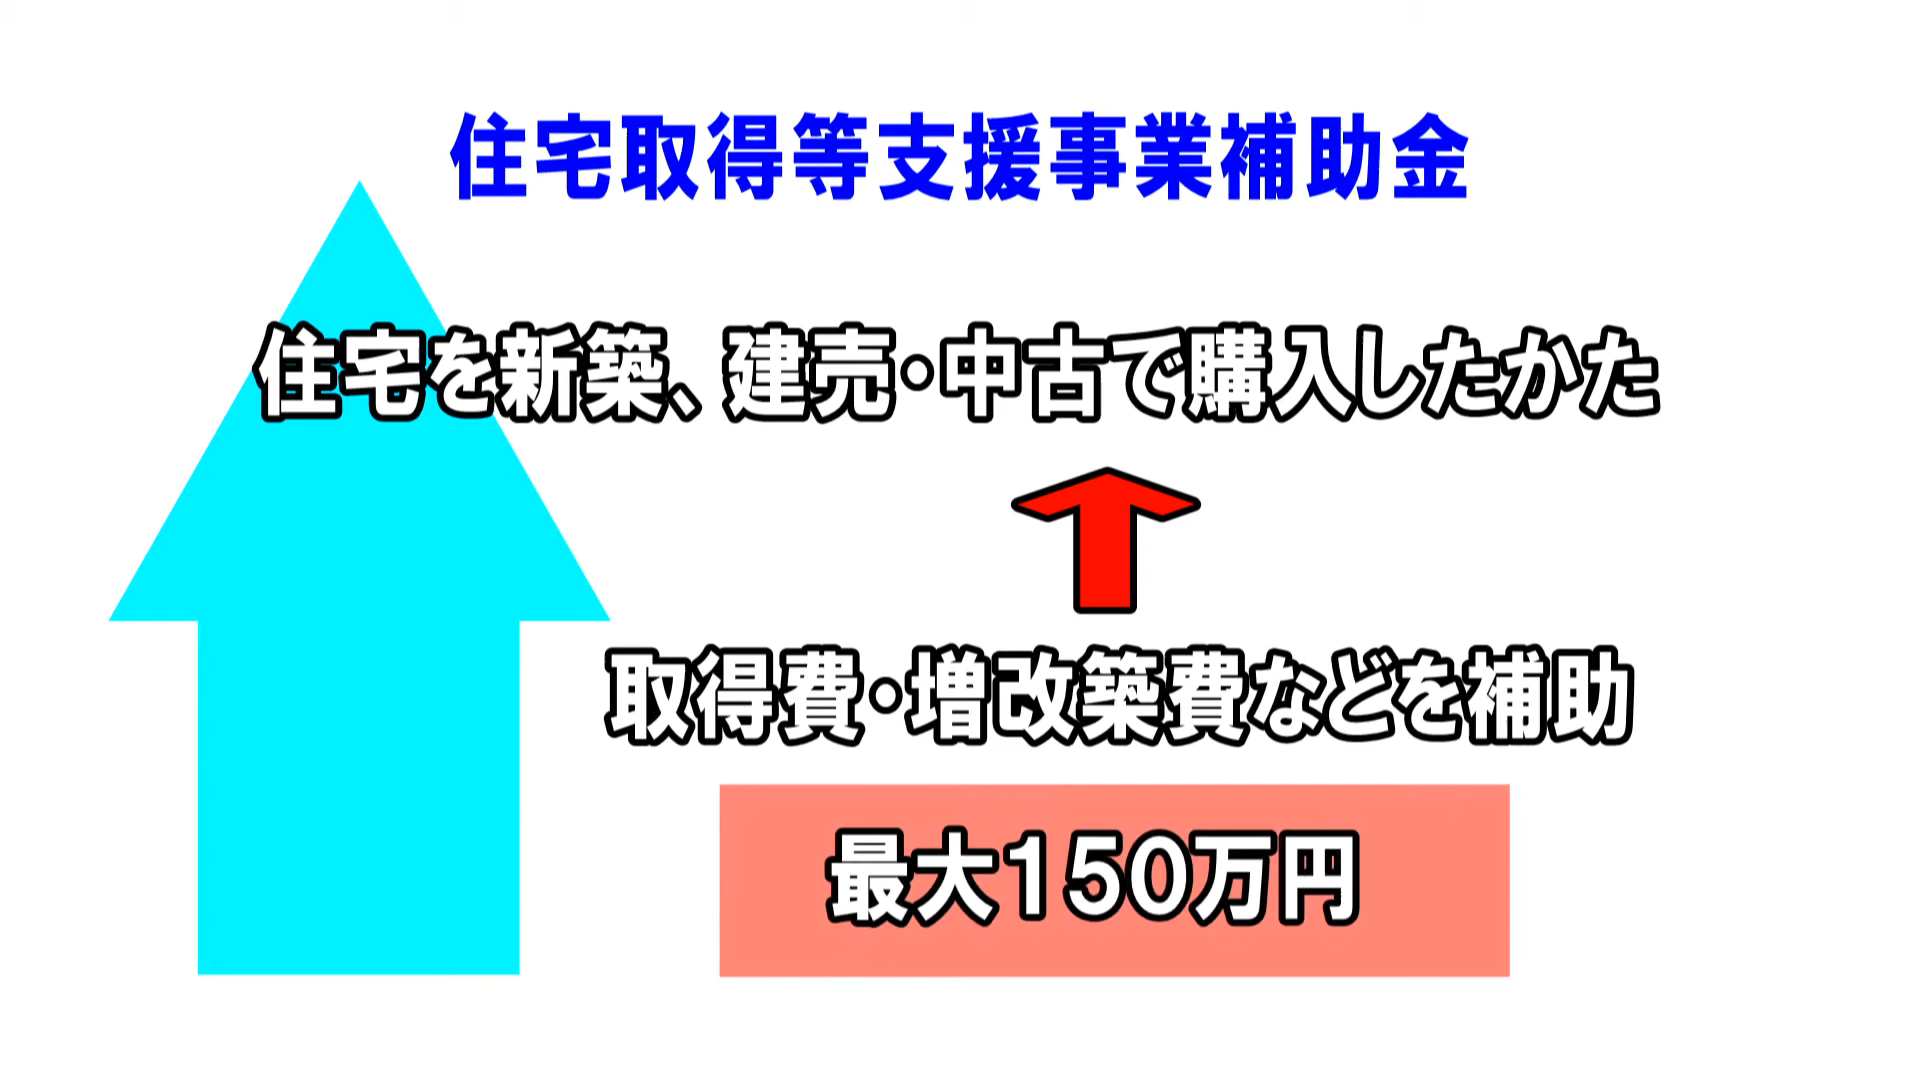 住宅取得等支援事業補助金
住宅を新築、建売・中古で購入したかた
取得費・増改築費などを補助
最大150万円